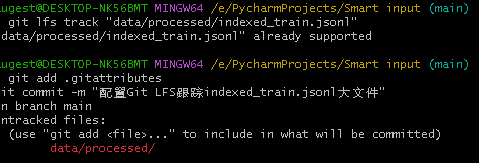 ugest@DESKTOP-NK56BMT MINGW64 /e/PycharmProjects/Smart input (main)
git lfs track "data/processed/indexed_train.jsonl"
data/processed/indexed_train.jsonl" already supported
ugest@DESKTOP-NK56BMT MINGW64 /e/PycharmProjects/Smart input (main)
git add .gitattributes
it commit -m "配置Git LFS跟踪indexed_train.jsonl大文件"
n branch main
ntracked files:
(use "git add <file>..." to include in what will be committed)
data/processed/